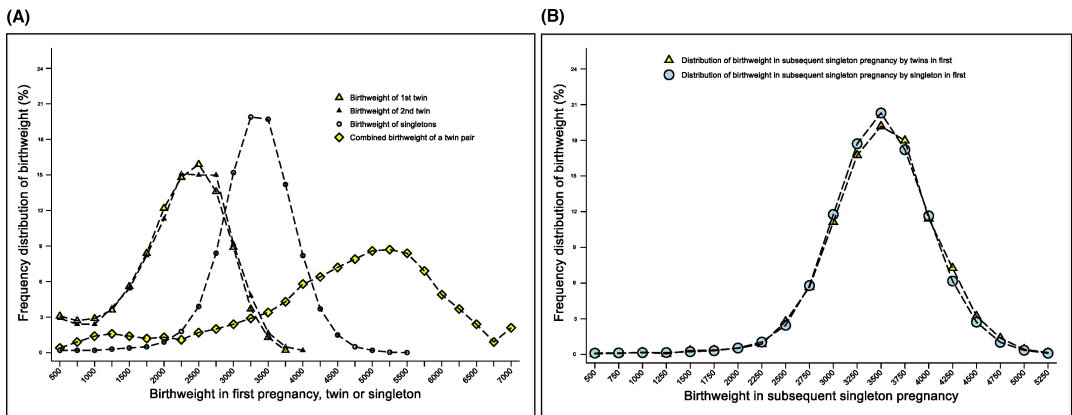 (A)
(B)
Frequency distribution of birthweight (%)
24
21
18
15
12
9
6
3
0
Birthweight of 1st twin
Birthweight of 2nd twin
Birthweight of singletons
Combined birthweight of a twin pair
500 1000 1500 2000 2500 3000 3500 4000 4500 5000 5500 6000 6500 7000
Birthweight in first pregnancy, twin or singleton
Frequency distribution of birthweight (%)
24
21
18
15
12
9
6
3
0
Distribution of birthweight in subsequent singleton pregnancy by twins in first
Distribution of birthweight in subsequent singleton pregnancy by singleton in first
500 750 1000 1250 1500 1750 2000 2250 2500 2750 3000 3250 3500 3750 4000 4250 4500 4750 5000 5250
Birthweight in subsequent singleton pregnancy